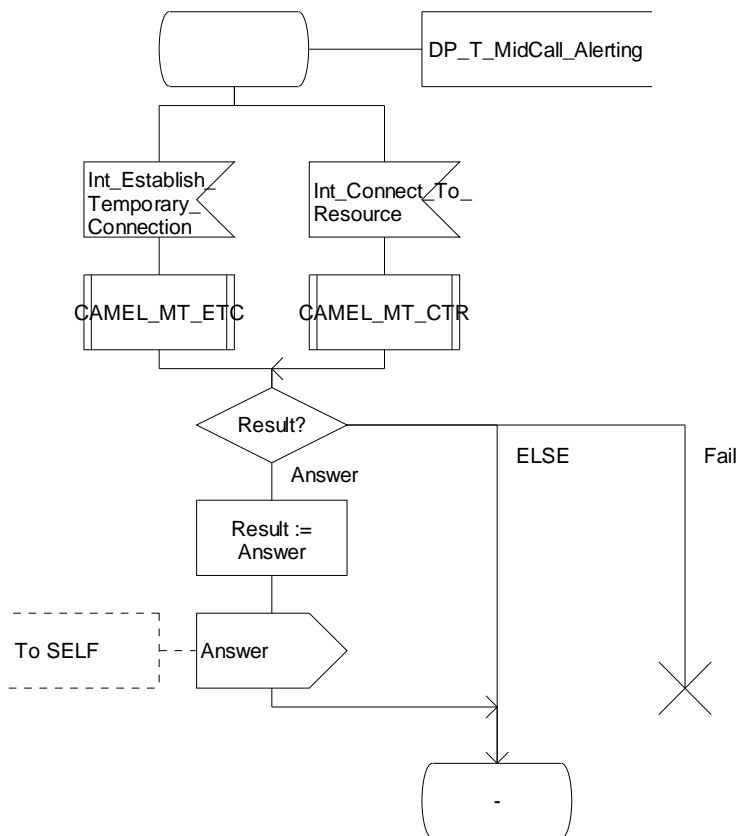 DP_T_MidCall_Alerting
Int_Establish_
Temporary_
Connection
Int_Connect_To_
Resource
CAMEL_MT_ETC
CAMEL_MT_CTR
Result?
ELSE
Fail
Answer
Result :=
Answer
To SELF
Answer
-